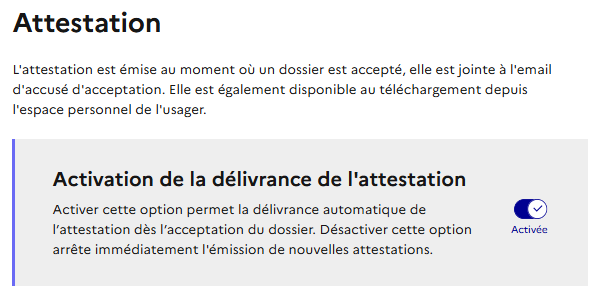 Attestation
L'attestation est émise au moment où un dossier est accepté, elle est jointe à l'email
d'accusé d'acceptation. Elle est également disponible au téléchargement depuis
l'espace personnel de l'usager.
Activation de la délivrance de l'attestation
Activer cette option permet la délivrance automatique de
l’attestation dès l’acceptation du dossier. Désactiver cette option
arrête immédiatement l'émission de nouvelles attestations.
Activée